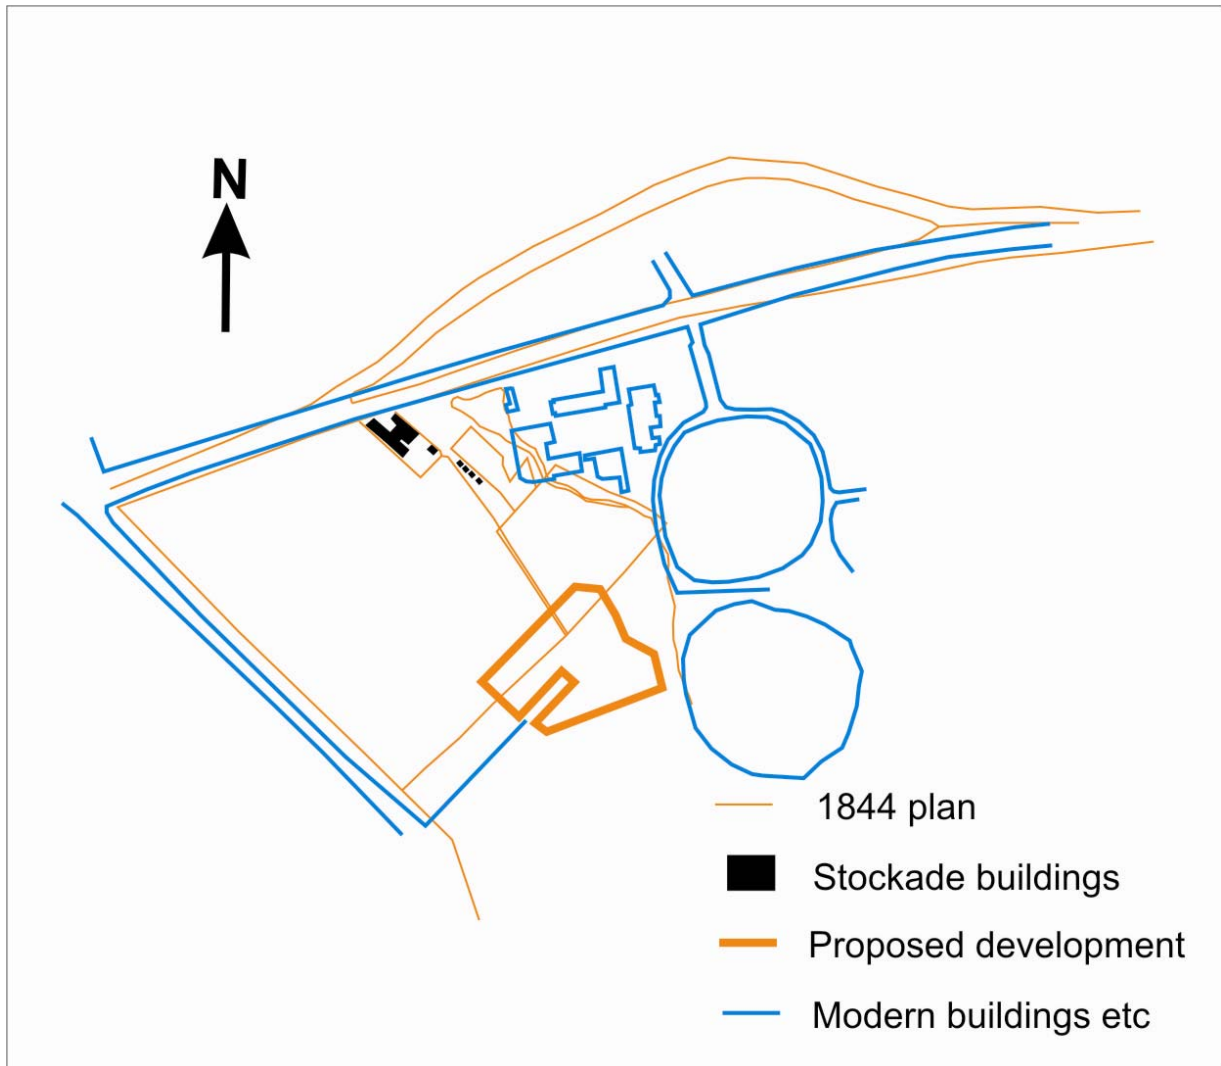 N
1844 plan
Stockade buildings
Proposed development
Modern buildings etc